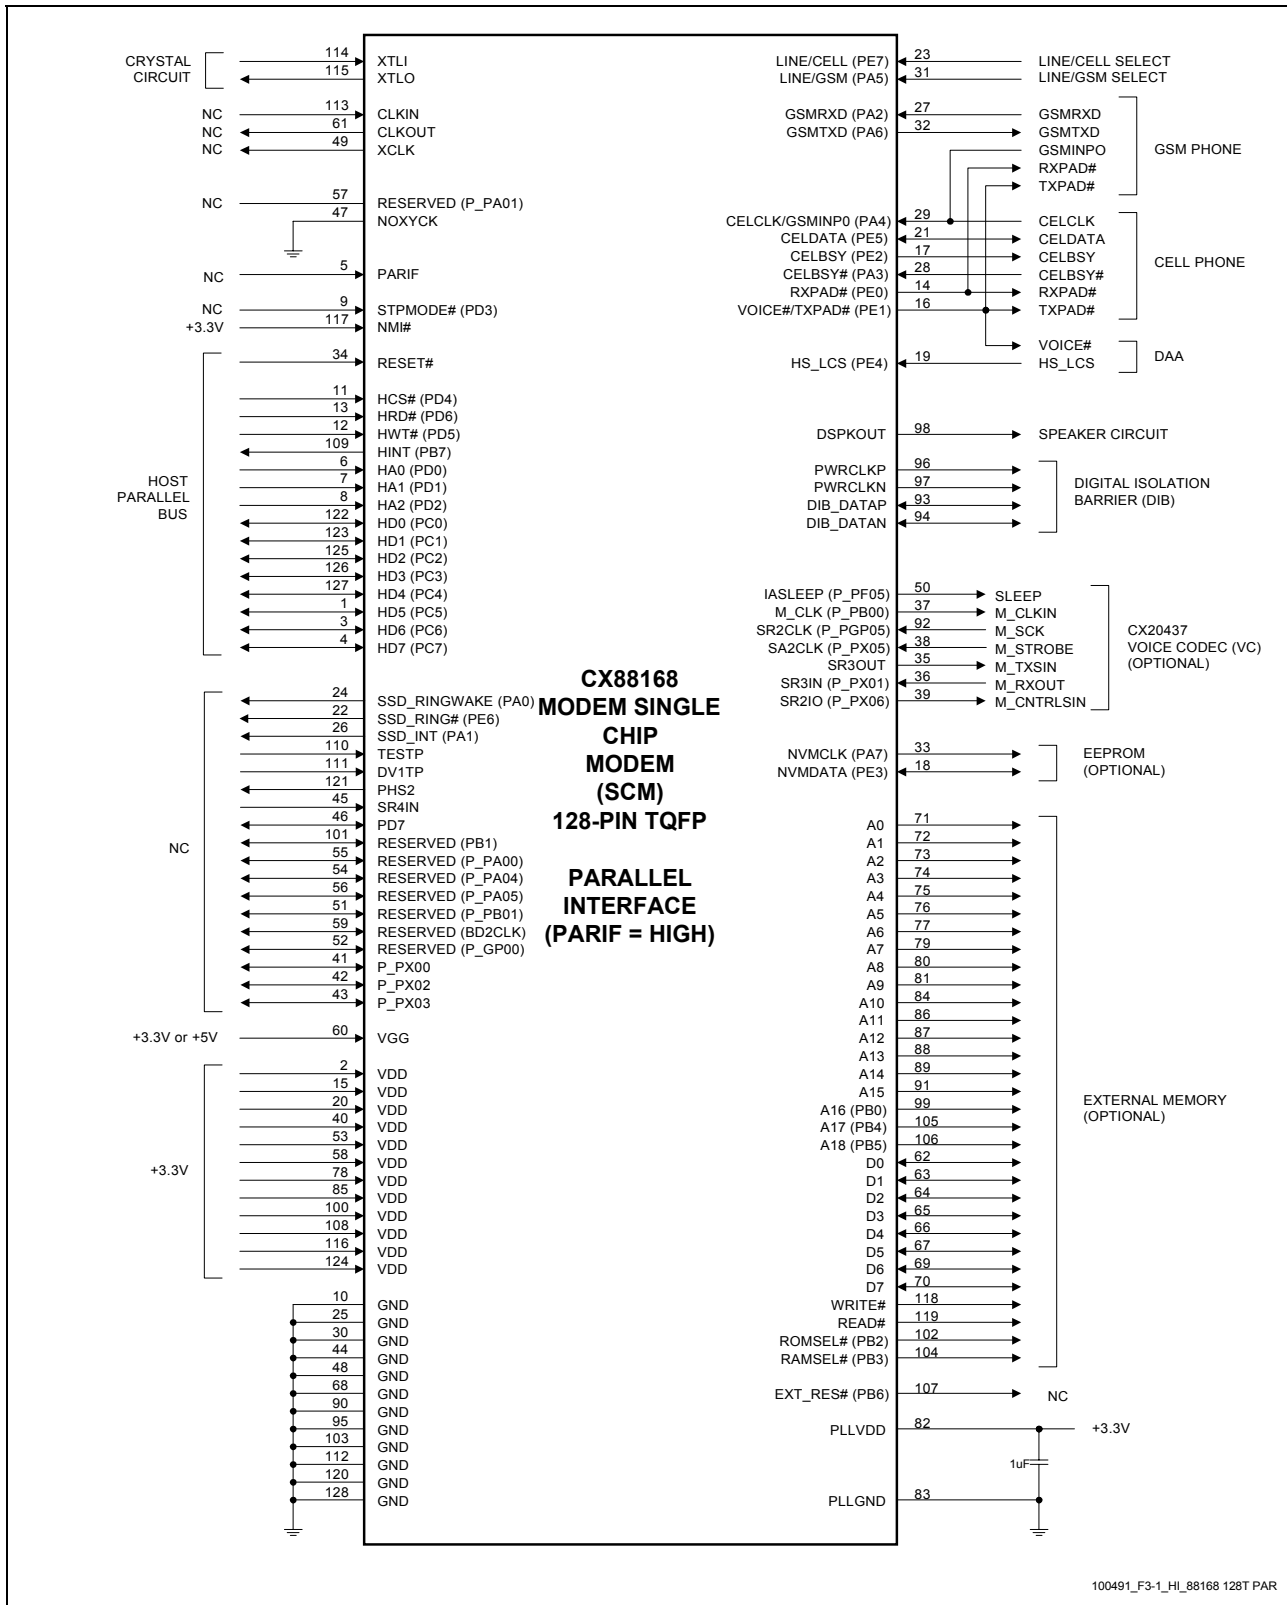 CRYSTAL
CIRCUIT
114 XTLI
115 XTLO
NC 113 CLKIN
NC 61 CLKOUT
NC 49 XCLK
NC 57 RESERVED (P_PA01)
47 NOXYCK
NC 5 PARIF
NC 9 STPMODE# (PD3)
+3.3V 117 NMI#
HOST
PARALLEL
BUS
34 RESET#
11 HCS# (PD4)
13 HRD# (PD6)
12 HWT# (PD5)
109 HINT (PB7)
6 HA0 (PD0)
7 HA1 (PD1)
8 HA2 (PD2)
122 HD0 (PC0)
123 HD1 (PC1)
125 HD2 (PC2)
126 HD3 (PC3)
127 HD4 (PC4)
1 HD5 (PC5)
3 HD6 (PC6)
4 HD7 (PC7)
NC
24 SSD_RINGWAKE (PA0)
22 SSD_RING# (PE6)
26 SSD_INT (PA1)
110 TESTP
111 DV1TP
121 PHS2
45 SR4IN
46 PD7
101 RESERVED (PB1)
55 RESERVED (P_PA00)
54 RESERVED (P_PA04)
56 RESERVED (P_PA05)
51 RESERVED (P_PB01)
59 RESERVED (BD2CLK)
52 RESERVED (P_GP00)
41 P_PX00
42 P_PX02
43 P_PX03
+3.3V or +5V 60 VGG
+3.3V
2 VDD
15 VDD
20 VDD
40 VDD
53 VDD
58 VDD
78 VDD
85 VDD
100 VDD
108 VDD
116 VDD
124 VDD
10 GND
25 GND
30 GND
44 GND
48 GND
68 GND
90 GND
95 GND
103 GND
112 GND
120 GND
128 GND
CX88168
MODEM SINGLE
CHIP
MODEM
(SCM)
128-PIN TQFP
PARALLEL
INTERFACE
(PARIF = HIGH)
LINE/CELL (PE7) 23 LINE/CELL SELECT
LINE/GSM (PA5) 31 LINE/GSM SELECT
GSMRXD (PA2) 27 GSMRXD
GSMTXD (PA6) 32 GSMTXD
GSMINPO
RXPAD#
TXPAD#
GSM PHONE
CELCLK/GSMINP0 (PA4) 29 CELCLK
CELDATA (PE5) 21 CELDATA
CELBSY (PE2) 17 CELBSY
CELBSY# (PA3) 28 CELBSY#
RXPAD# (PE0) 14 RXPAD#
VOICE#/TXPAD# (PE1) 16 TXPAD#
CELL PHONE
VOICE#
HS_LCS (PE4) 19 HS_LCS
DAA
DSPKOUT 98 SPEAKER CIRCUIT
PWRCLKP 96
PWRCLKN 97
DIB_DATAP 93
DIB_DATAN 94
DIGITAL ISOLATION
BARRIER (DIB)
IASLEEP (P_PF05) 50 SLEEP
M_CLK (P_PB00) 37 M_CLKIN
SR2CLK (P_PGP05) 92 M_SCK
SA2CLK (P_PX05) 38 M_STROBE
SR3OUT 35 M_TXSIN
SR3IN (P_PX01) 36 M_RXOUT
SR2IO (P_PX06) 39 M_CNTRLSIN
CX20437
VOICE CODEC (VC)
(OPTIONAL)
NVMCLK (PA7) 33
NVMDATA (PE3) 18
EEPROM
(OPTIONAL)
A0 71
A1 72
A2 73
A3 74
A4 75
A5 76
A6 77
A7 79
A8 80
A9 81
A10 84
A11 86
A12 87
A13 88
A14 89
A15 91
A16 (PB0) 99
A17 (PB4) 105
A18 (PB5) 106
D0 62
D1 63
D2 64
D3 65
D4 66
D5 67
D6 69
D7 70
WRITE# 118
READ# 119
ROMSEL# (PB2) 102
RAMSEL# (PB3) 104
EXTERNAL MEMORY
(OPTIONAL)
EXT_RES# (PB6) 107 NC
PLLVDD 82 +3.3V
1uF
PLLGND 83
100491_F3-1_HI_88168 128T PAR